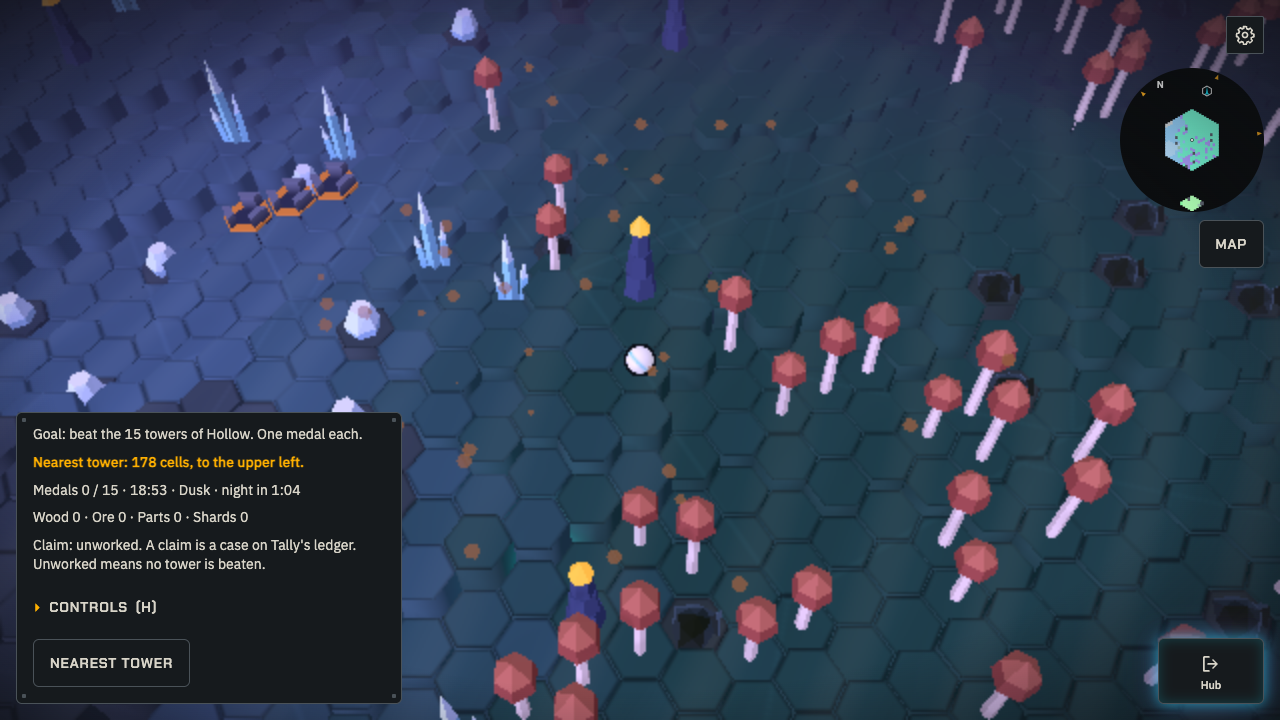 N
MAP
Goal: beat the 15 towers of Hollow. One medal each.
Nearest tower: 178 cells, to the upper left.
Medals 0 / 15 · 18:53 · Dusk · night in 1:04
Wood 0 · Ore 0 · Parts 0 · Shards 0
Claim: unworked. A claim is a case on Tally's ledger.
Unworked means no tower is beaten.
CONTROLS (H)
NEAREST TOWER
Hub